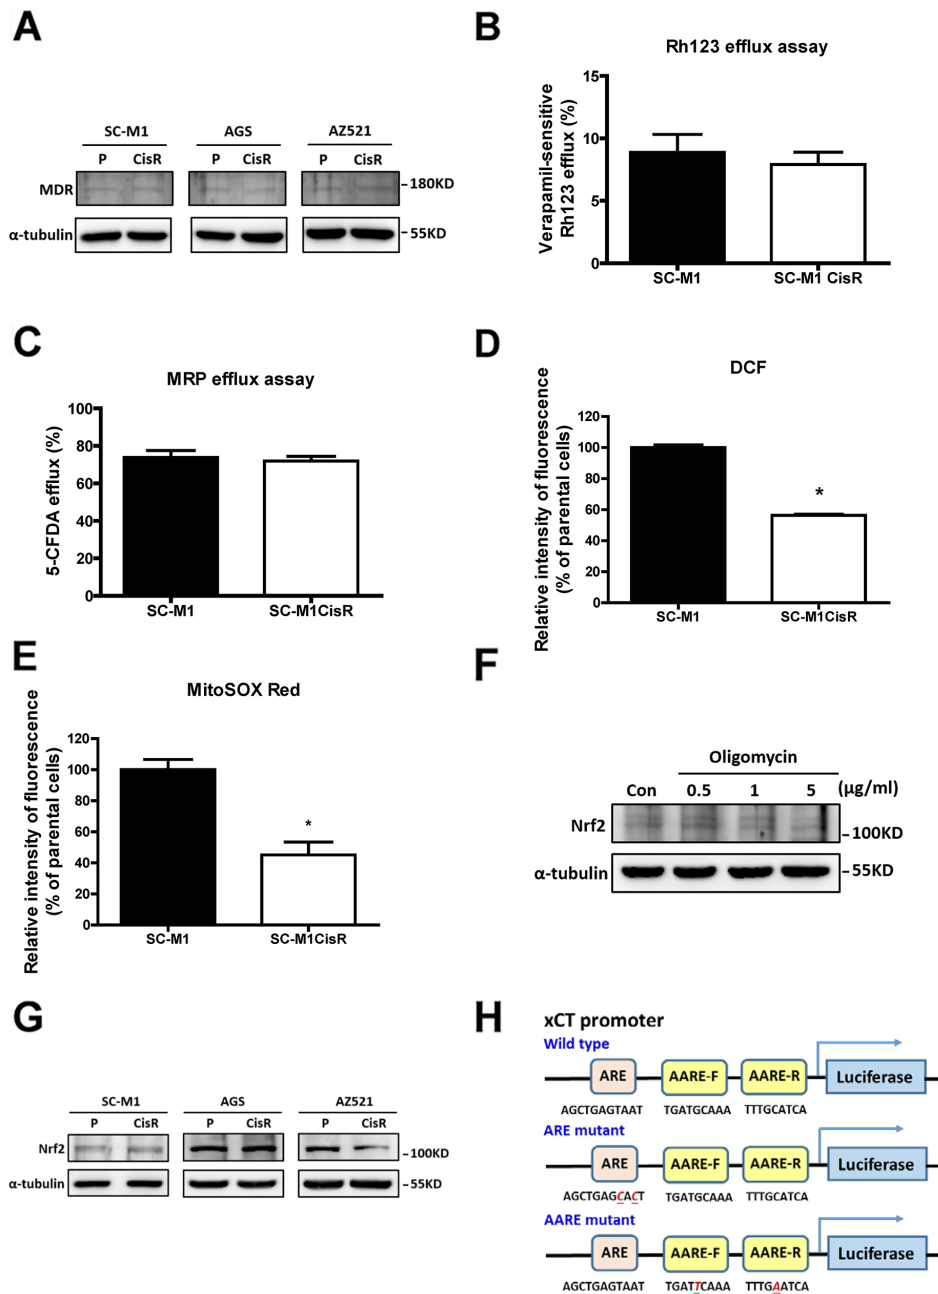 A
SC-M1 AGS AZ521
P CisR P CisR P CisR
MDR -180KD
α-tubulin -55KD
B
Rh123 efflux assay
Verapamil-sensitive
Rh123 efflux (%)
15
10
5
0
SC-M1 SC-M1 CisR
C
MRP efflux assay
5-CFDA efflux (%)
100
80
60
40
20
0
SC-M1 SC-M1CisR
D
DCF
Relative intensity of fluorescence
(% of parental cells)
120
100
80
60
40
20
0
*
SC-M1 SC-M1CisR
E
MitoSOX Red
Relative intensity of fluorescence
(% of parental cells)
120
100
80
60
40
20
0
*
SC-M1 SC-M1CisR
F
Oligomycin
Con 0.5 1 5 (μg/ml)
Nrf2 -100KD
α-tubulin -55KD
G
SC-M1 AGS AZ521
P CisR P CisR P CisR
Nrf2 -100KD
α-tubulin -55KD
H
xCT promoter
Wild type
ARE AARE-F AARE-R Luciferase
AGCTGAGTAAT TGATGCAAA TTTGCATCA
ARE mutant
ARE AARE-F AARE-R Luciferase
AGCTGAGCACT TGATGCAAA TTTGCATCA
AARE mutant
ARE AARE-F AARE-R Luciferase
AGCTGAGTAAT TGATTCAAA TTTGAATCA